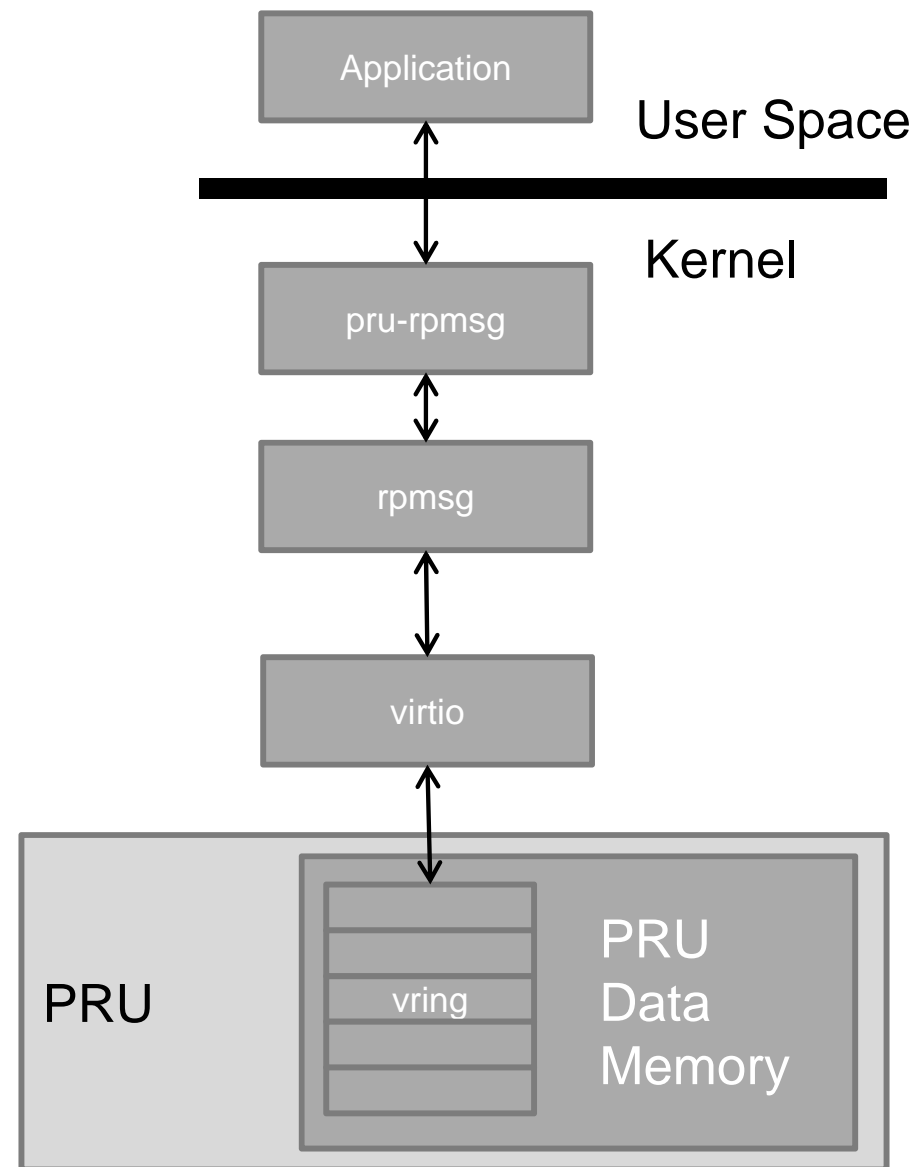 Application
User Space
Kernel
pru-rpmsg
rpmsg
virtio
PRU
vring
PRU
Data
Memory